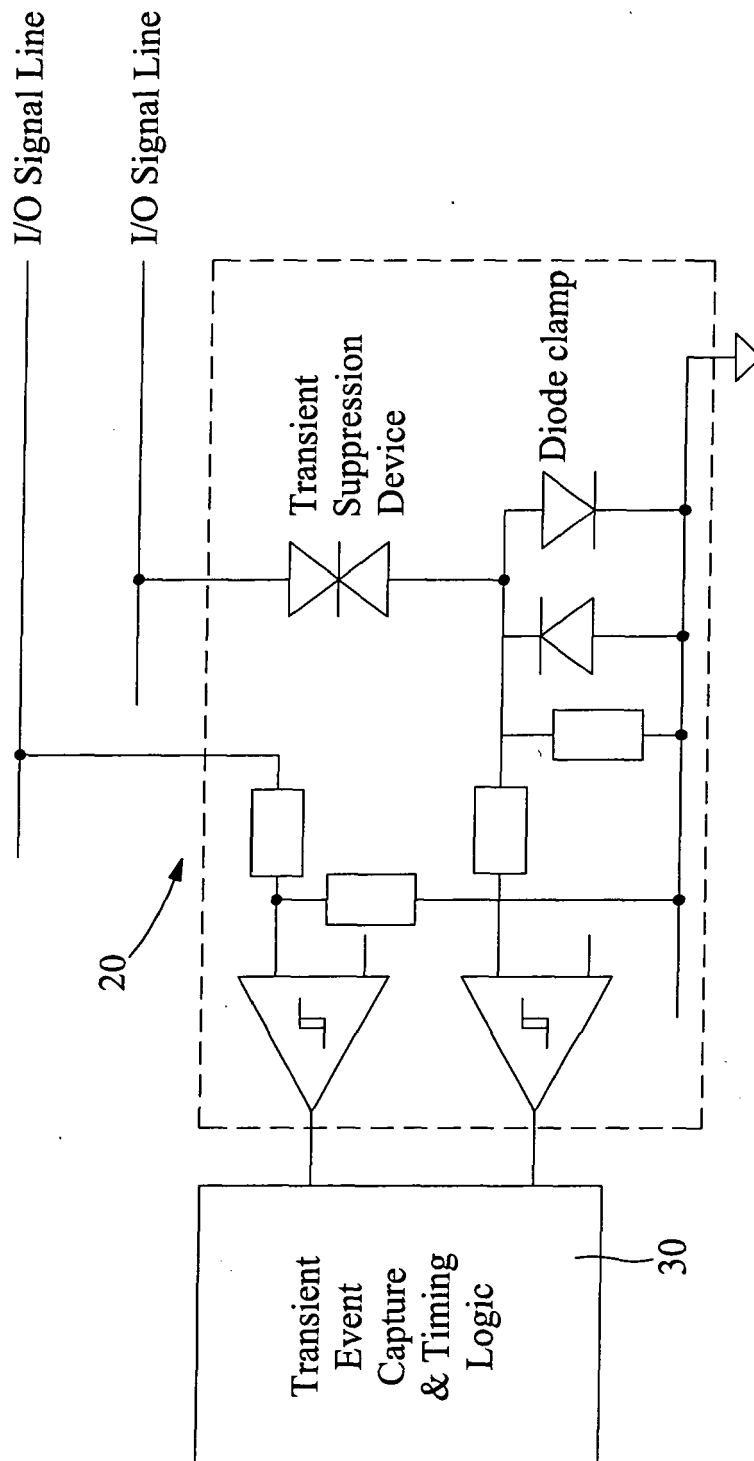 I/O Signal Line
I/O Signal Line
20
Transient
Suppression
Device
Diode clamp
Transient
Event
Capture
& Timing
Logic
30